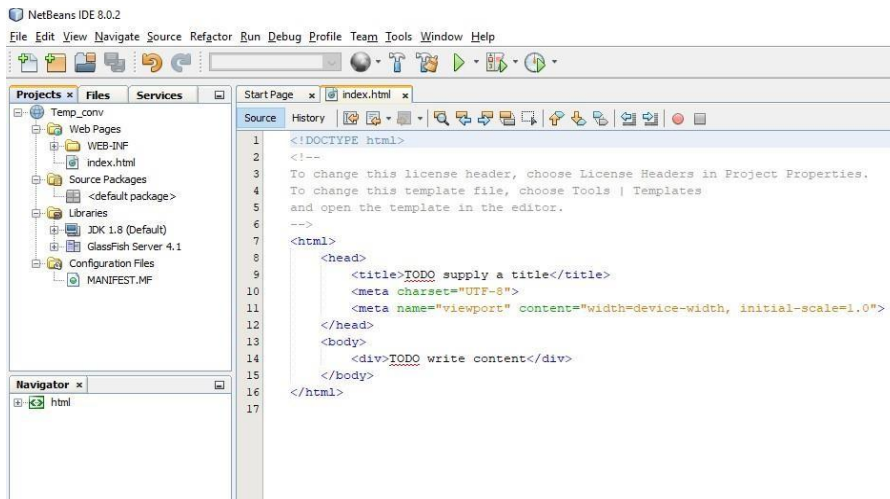 NetBeans IDE 8.0.2
File Edit View Navigate Source Refactor Run Debug Profile Team Tools Window Help
Projects x Files Services
Temp_conv
Web Pages
WEB-INF
index.html
Source Packages
<default package>
Libraries
JDK 1.8 (Default)
GlassFish Server 4.1
Configuration Files
MANIFEST.MF
Navigator x
html
Start Page x index.html x
Source History
1 <!DOCTYPE html>
2 <!--
3 To change this license header, choose License Headers in Project Properties.
4 To change this template file, choose Tools | Templates
5 and open the template in the editor.
6 -->
7 <html>
8 <head>
9 <title>TODO supply a title</title>
10 <meta charset="UTF-8">
11 <meta name="viewport" content="width=device-width, initial-scale=1.0">
12 </head>
13 <body>
14 <div>TODO write content</div>
15 </body>
16 </html>
17